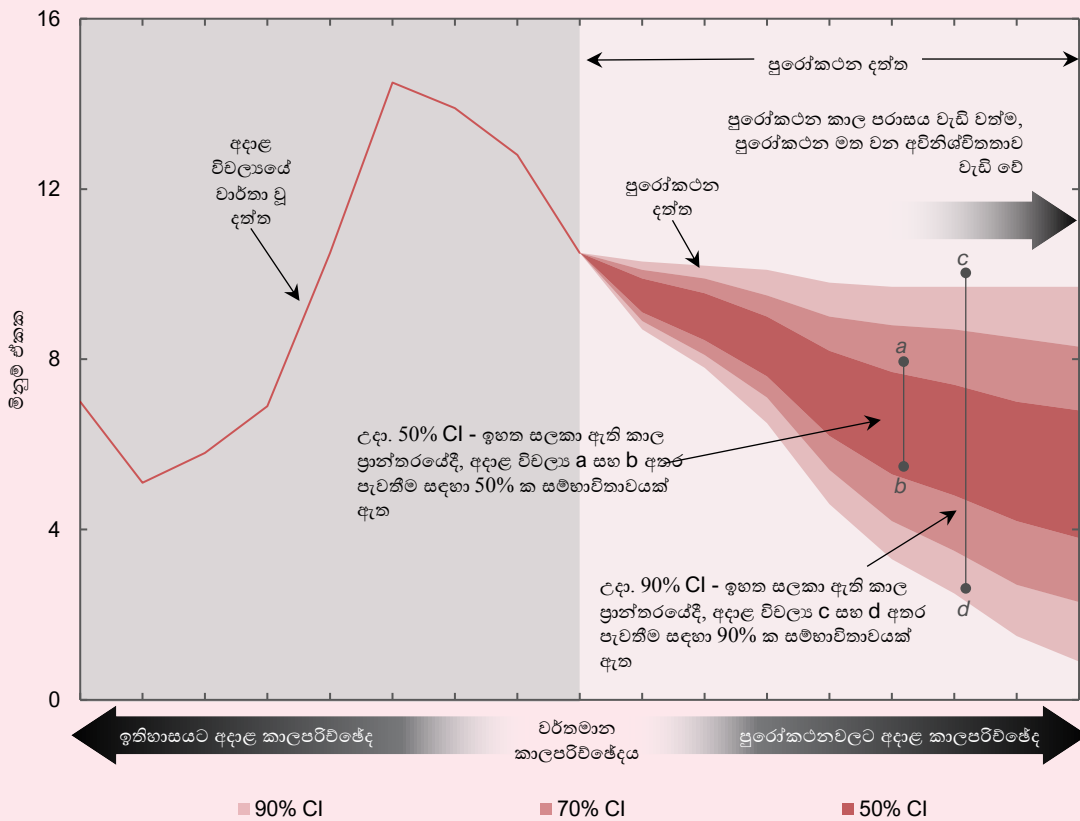 16
පුරෝකථන දත්ත
පුරෝකථන කාල පරාසය වැඩි වත්ම,
පුරෝකථන මත වන අවිනිශ්චිතතාව
වැඩි වේ
අදාළ
විචල්‍යයේ
වාර්තා වූ
දත්ත
12
පුරෝකථන
දත්ත
c
මිනුම් ඒකක
8
a
උදා. 50% CI - ඉහත සලකා ඇති කාල
ප්‍රාන්තරයේදී, අදාළ විචල්‍ය a සහ b අතර
පැවතීම සඳහා 50% ක සම්භාවිතාවයක්
ඇත
b
4
උදා. 90% CI - ඉහත සලකා ඇති කාල
ප්‍රාන්තරයේදී, අදාළ විචල්‍ය c සහ d අතර
පැවතීම සඳහා 90% ක සම්භාවිතාවයක්
ඇත
d
0
ඉතිහාසයට අදාළ කාලපරිච්ඡේද
වර්තමාන
කාලපරිච්ඡේදය
පුරෝකථනවලට අදාළ කාලපරිච්ඡේද
90% CI
70% CI
50% CI